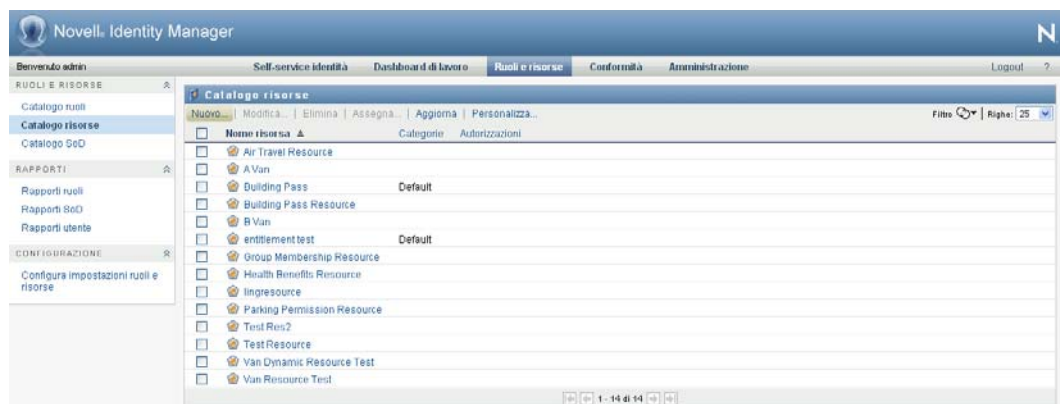 Novell® Identity Manager
N
Benvenuto admin
Self-service identità Dashboard di lavoro Ruoli e risorse Conformità Amministrazione Logout ?
RUOLI E RISORSE
Catalogo ruoli
Catalogo risorse
Catalogo SoD
RAPPORTI
Rapporti ruoli
Rapporti SoD
Rapporti utente
CONFIGURAZIONE
Configura impostazioni ruoli e
risorse
Catalogo risorse
Nuovo... | Modifica... | Elimina | Assegna... | Aggiorna | Personalizza... Filtro | Righe: 25
Nome risorsa Categorie Autorizzazioni
Air Travel Resource
A Van
Building Pass Default
Building Pass Resource
B Van
entitlement test Default
Group Membership Resource
Health Benefits Resource
lingresource
Parking Permission Resource
Test Res2
Test Resource
Van Dynamic Resource Test
Van Resource Test
1 - 14 di 14